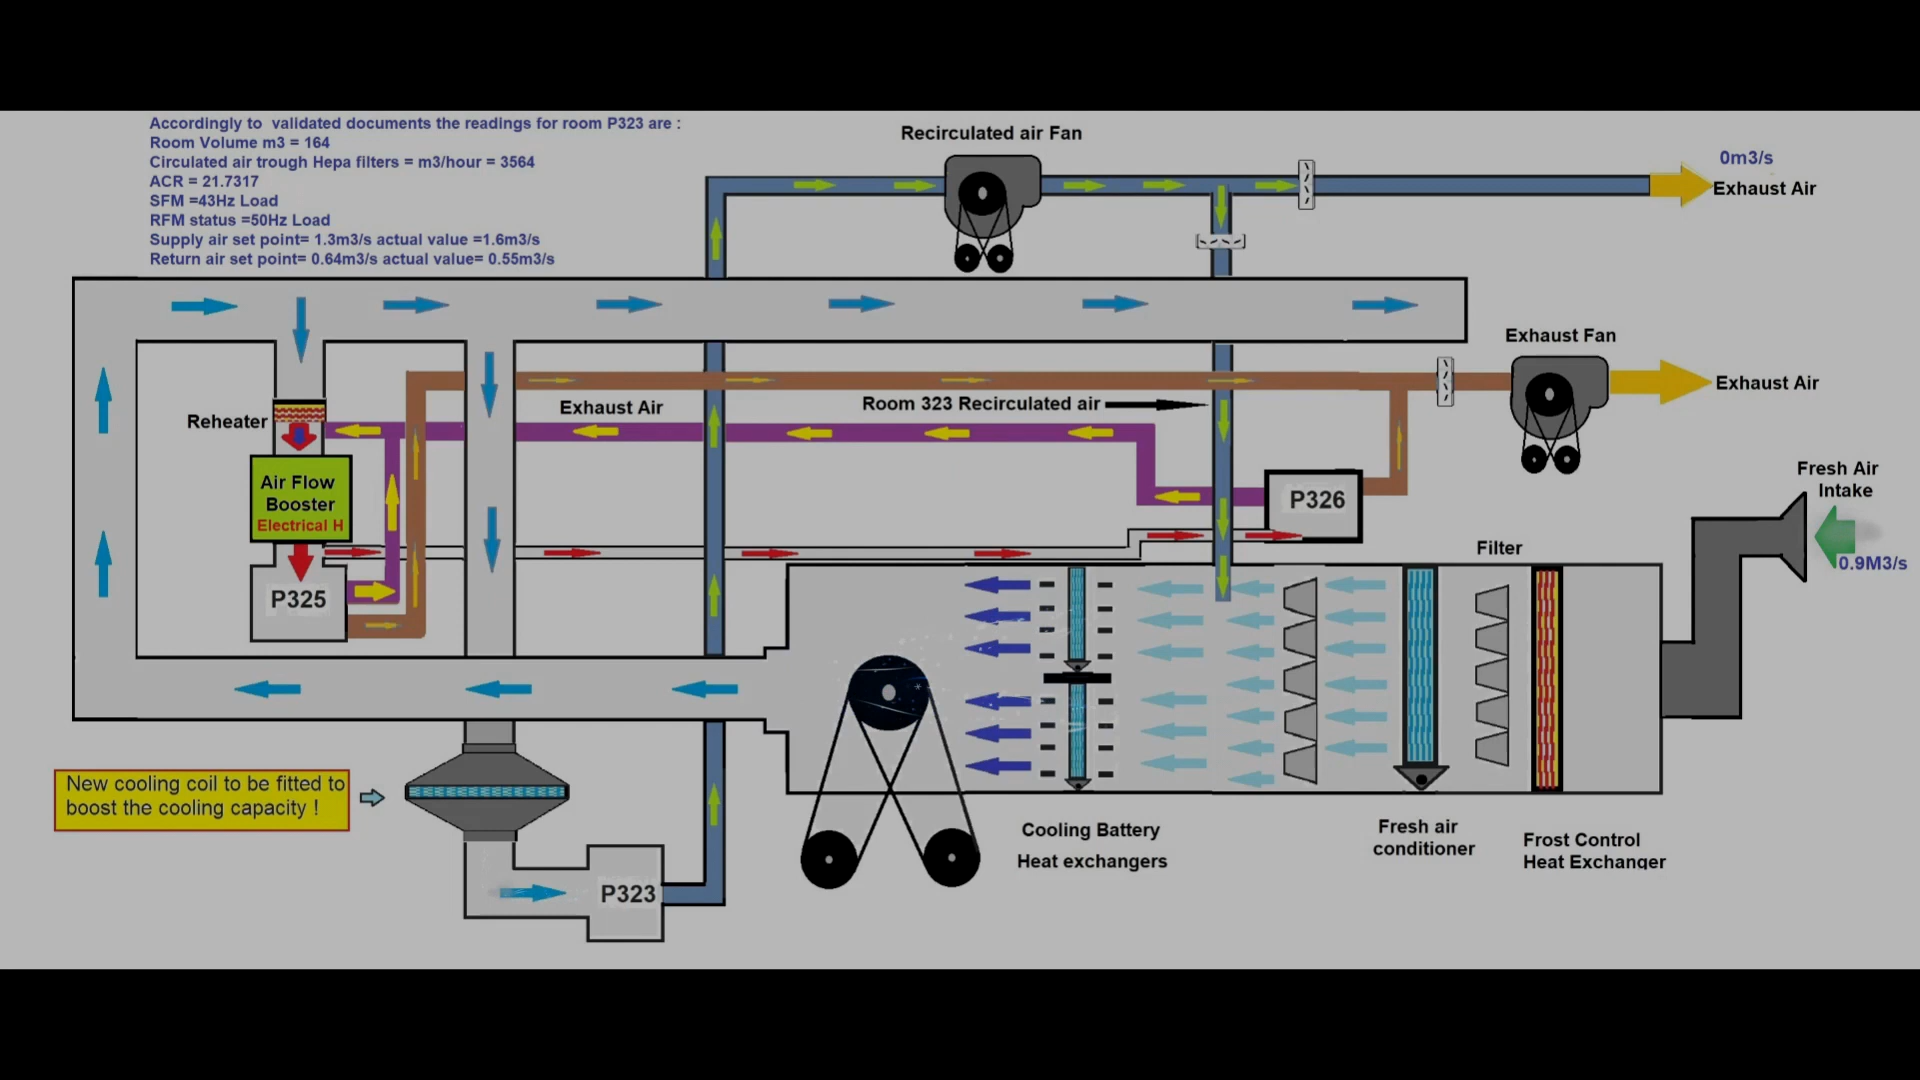 Accordingly to  validated documents the readings for room P323 are :
Room Volume m3 = 164
Circulated air trough Hepa filters = m3/hour = 3564
ACR = 21.7317
SFM =43Hz Load
RFM status =50Hz Load
Supply air set point= 1.3m3/s actual value =1.6m3/s
Return air set point= 0.64m3/s actual value= 0.55m3/s
Recirculated air Fan
0m3/s
Exhaust Air
Exhaust Fan
Exhaust Air
Reheater
Exhaust Air
Room 323 Recirculated air
Air Flow
Booster
Electrical H
P326
Fresh Air
Intake
0.9M3/s
Filter
P325
New cooling coil to be fitted to
boost the cooling capacity !
P323
Cooling Battery
Heat exchangers
Fresh air
conditioner
Frost Control
Heat Exchanger